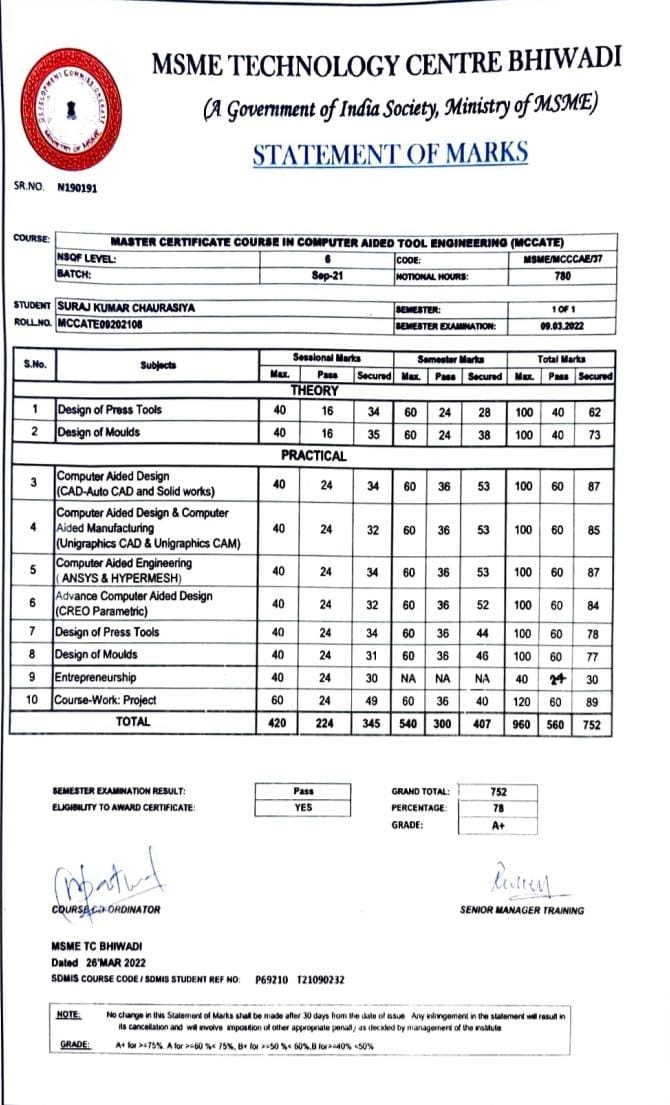 MSME TECHNOLOGY CENTRE BHIWADI
(A Government of India Society, Ministry of MSME)
STATEMENT OF MARKS
SR.NO. N190191
COURSE: MASTER CERTIFICATE COURSE IN COMPUTER AIDED TOOL ENGINEERING (MCCATE)
NSQF LEVEL: 6 CODE: MSME/MCCCAE/37
BATCH: Sep-21 NOTIONAL HOURS: 780
STUDENT SURAJ KUMAR CHAURASIYA SEMESTER: 1 OF 1
ROLL.NO. MCCATE09202108 SEMESTER EXAMINATION: 09.03.2022
S.No. Subjects Sessional Marks Semester Marks Total Marks
Max. Pass Secured Max. Pass Secured Max. Pass Secured
THEORY
1 Design of Press Tools 40 16 34 60 24 28 100 40 62
2 Design of Moulds 40 16 35 60 24 38 100 40 73
PRACTICAL
3 Computer Aided Design
(CAD-Auto CAD and Solid works) 40 24 34 60 36 53 100 60 87
4 Computer Aided Design & Computer
Aided Manufacturing
(Unigraphics CAD & Unigraphics CAM) 40 24 32 60 36 53 100 60 85
5 Computer Aided Engineering
( ANSYS & HYPERMESH) 40 24 34 60 36 53 100 60 87
6 Advance Computer Aided Design
(CREO Parametric) 40 24 32 60 36 52 100 60 84
7 Design of Press Tools 40 24 34 60 36 44 100 60 78
8 Design of Moulds 40 24 31 60 36 46 100 60 77
9 Entrepreneurship 40 24 30 NA NA NA 40 24 30
10 Course-Work: Project 60 24 49 60 36 40 120 60 89
TOTAL 420 224 345 540 300 407 960 560 752
SEMESTER EXAMINATION RESULT: Pass GRAND TOTAL: 752
ELIGIBILITY TO AWARD CERTIFICATE: YES PERCENTAGE: 78
GRADE: A+
COURSE CO-ORDINATOR SENIOR MANAGER TRAINING
MSME TC BHIWADI
Dated 26'MAR 2022
SDMIS COURSE CODE / SDMIS STUDENT REF NO: P69210 T21090232
NOTE: No change in this Statement of Marks shall be made after 30 days from the date of issue. Any infringement in the statement will result in
its cancellation and will involve imposition of other appropriate penalty as decided by management of the institute
GRADE: A+ for >=75%. A for >=60 %< 75%, B+ for >=50 %< 60%,B for>=40% <50%